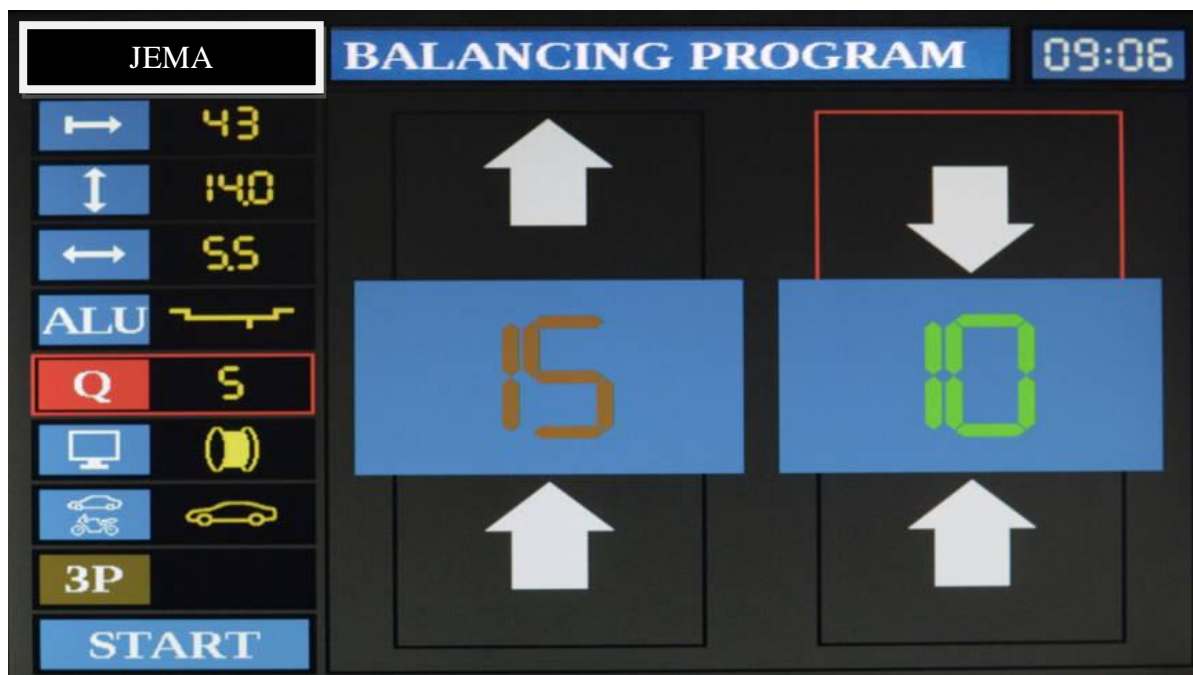 JEMA
BALANCING PROGRAM
09:06
43
14.0
5.5
ALU
Q
5
3P
START
15
10